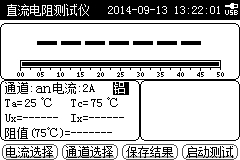 直流电阻测试仪 2014-09-13 13:22:01 USB
— — — — — — —
00 05 10 15 20 25 30 35 40 45 50
通道:an电流:2A 铝
Ta=25 ℃ Tc=75 ℃
Ux=------ Ix=------
阻值(75℃)=-------
电流选择 通道选择 保存结果 启动测试